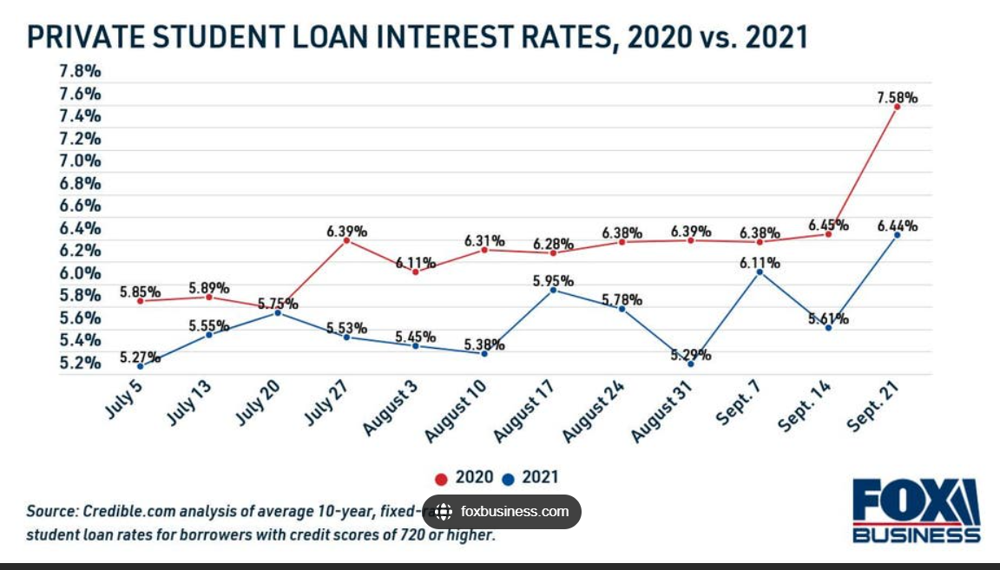 PRIVATE STUDENT LOAN INTEREST RATES, 2020 vs. 2021
7.8%
7.6%
7.4%
7.2%
7.0%
6.8%
6.6%
6.4%
6.2%
6.0%
5.8%
5.6%
5.4%
5.2%
5.85%
5.89%
6.39%
6.11%
6.31%
6.28%
6.38%
6.39%
6.38%
6.45%
7.58%
5.27%
5.55%
5.75%
5.53%
5.45%
5.38%
5.95%
5.78%
5.29%
6.11%
5.61%
6.44%
July 5
July 13
July 20
July 27
August 3
August 10
August 17
August 24
August 31
Sept. 7
Sept. 14
Sept. 21
2020
2021
Source: Credible.com analysis of average 10-year,
foxbusiness.com
student loan rates for borrowers with credit scores of 720 or higher.
FOX
BUSINESS